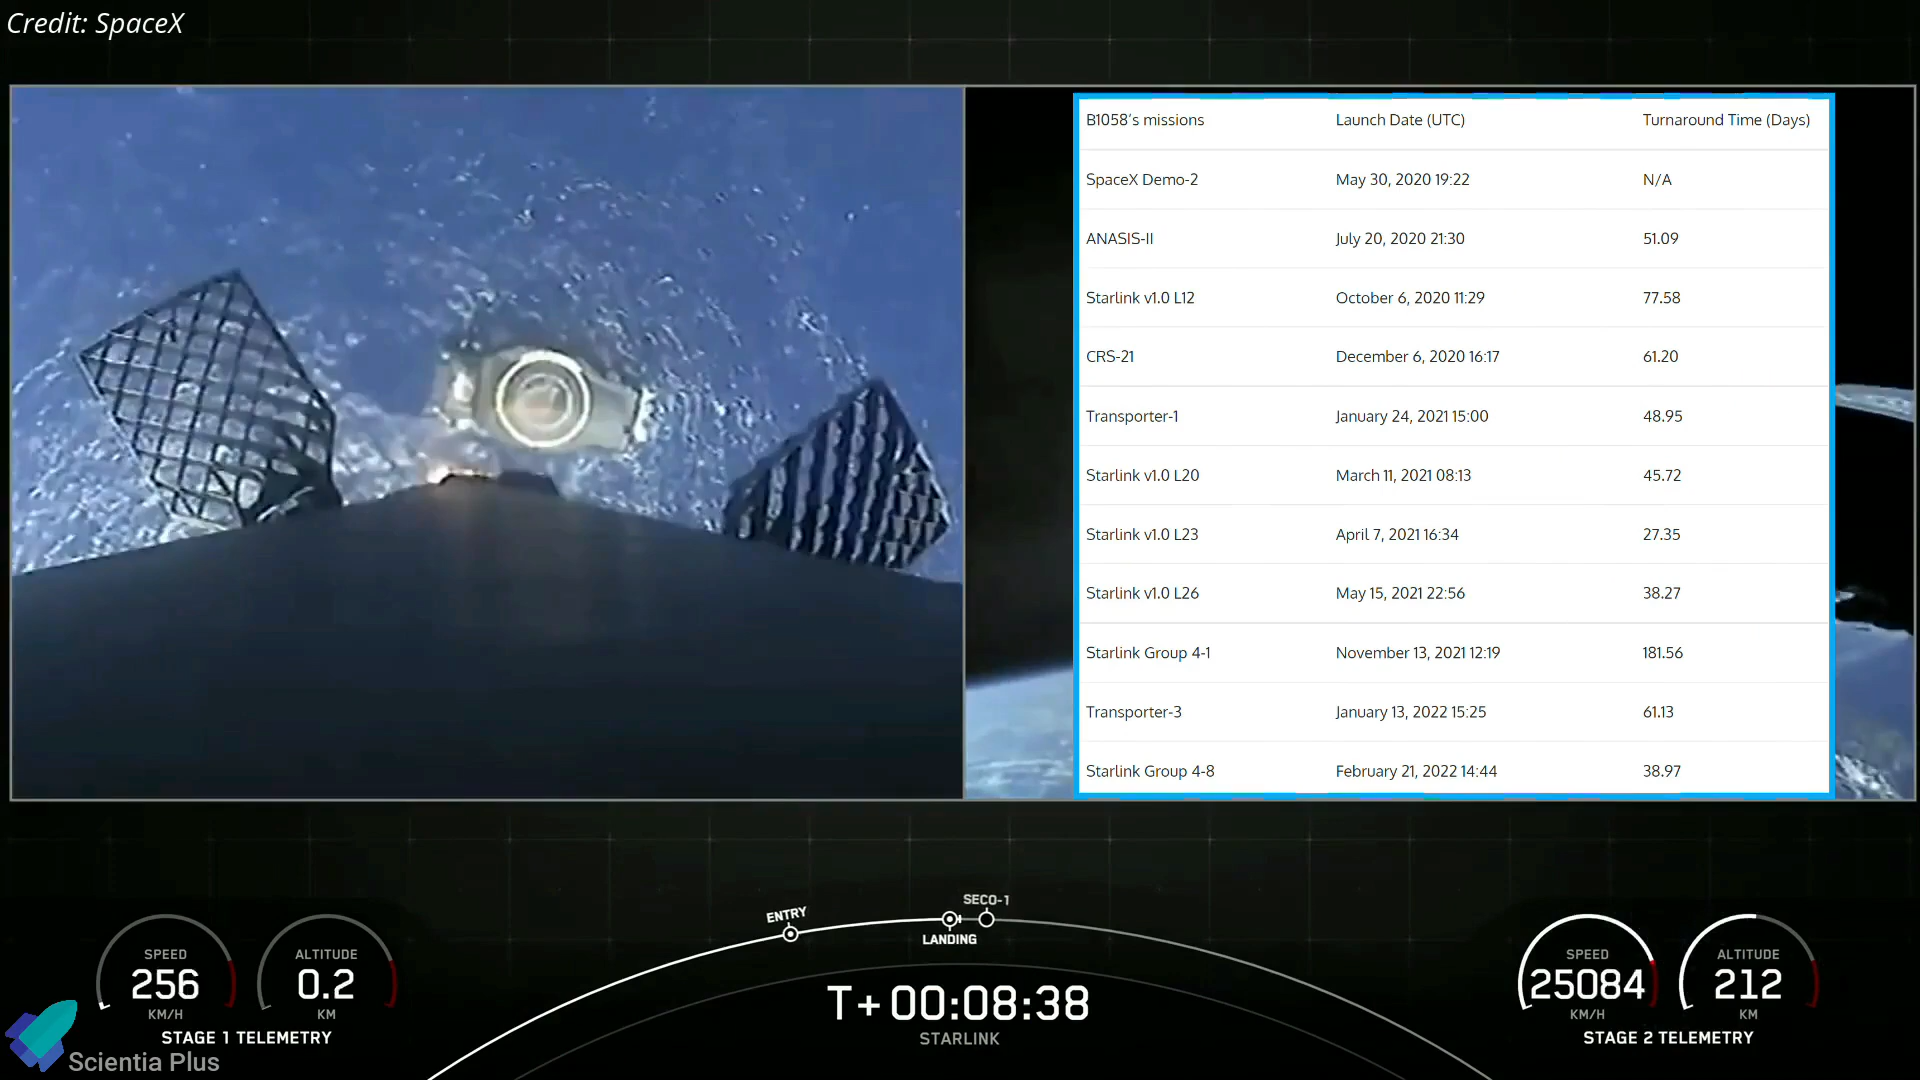 Credit: SpaceX
B1058's missions Launch Date (UTC) Turnaround Time (Days)
SpaceX Demo-2 May 30, 2020 19:22 N/A
ANASIS-II July 20, 2020 21:30 51.09
Starlink v1.0 L12 October 6, 2020 11:29 77.58
CRS-21 December 6, 2020 16:17 61.20
Transporter-1 January 24, 2021 15:00 48.95
Starlink v1.0 L20 March 11, 2021 08:13 45.72
Starlink v1.0 L23 April 7, 2021 16:34 27.35
Starlink v1.0 L26 May 15, 2021 22:56 38.27
Starlink Group 4-1 November 13, 2021 12:19 181.56
Transporter-3 January 13, 2022 15:25 61.13
Starlink Group 4-8 February 21, 2022 14:44 38.97
SPEED
256
KM/H
ALTITUDE
0.2
KM
STAGE 1 TELEMETRY
Scientia Plus
ENTRY
LANDING
SECO-1
T+00:08:38
STARLINK
SPEED
25084
KM/H
ALTITUDE
212
KM
STAGE 2 TELEMETRY